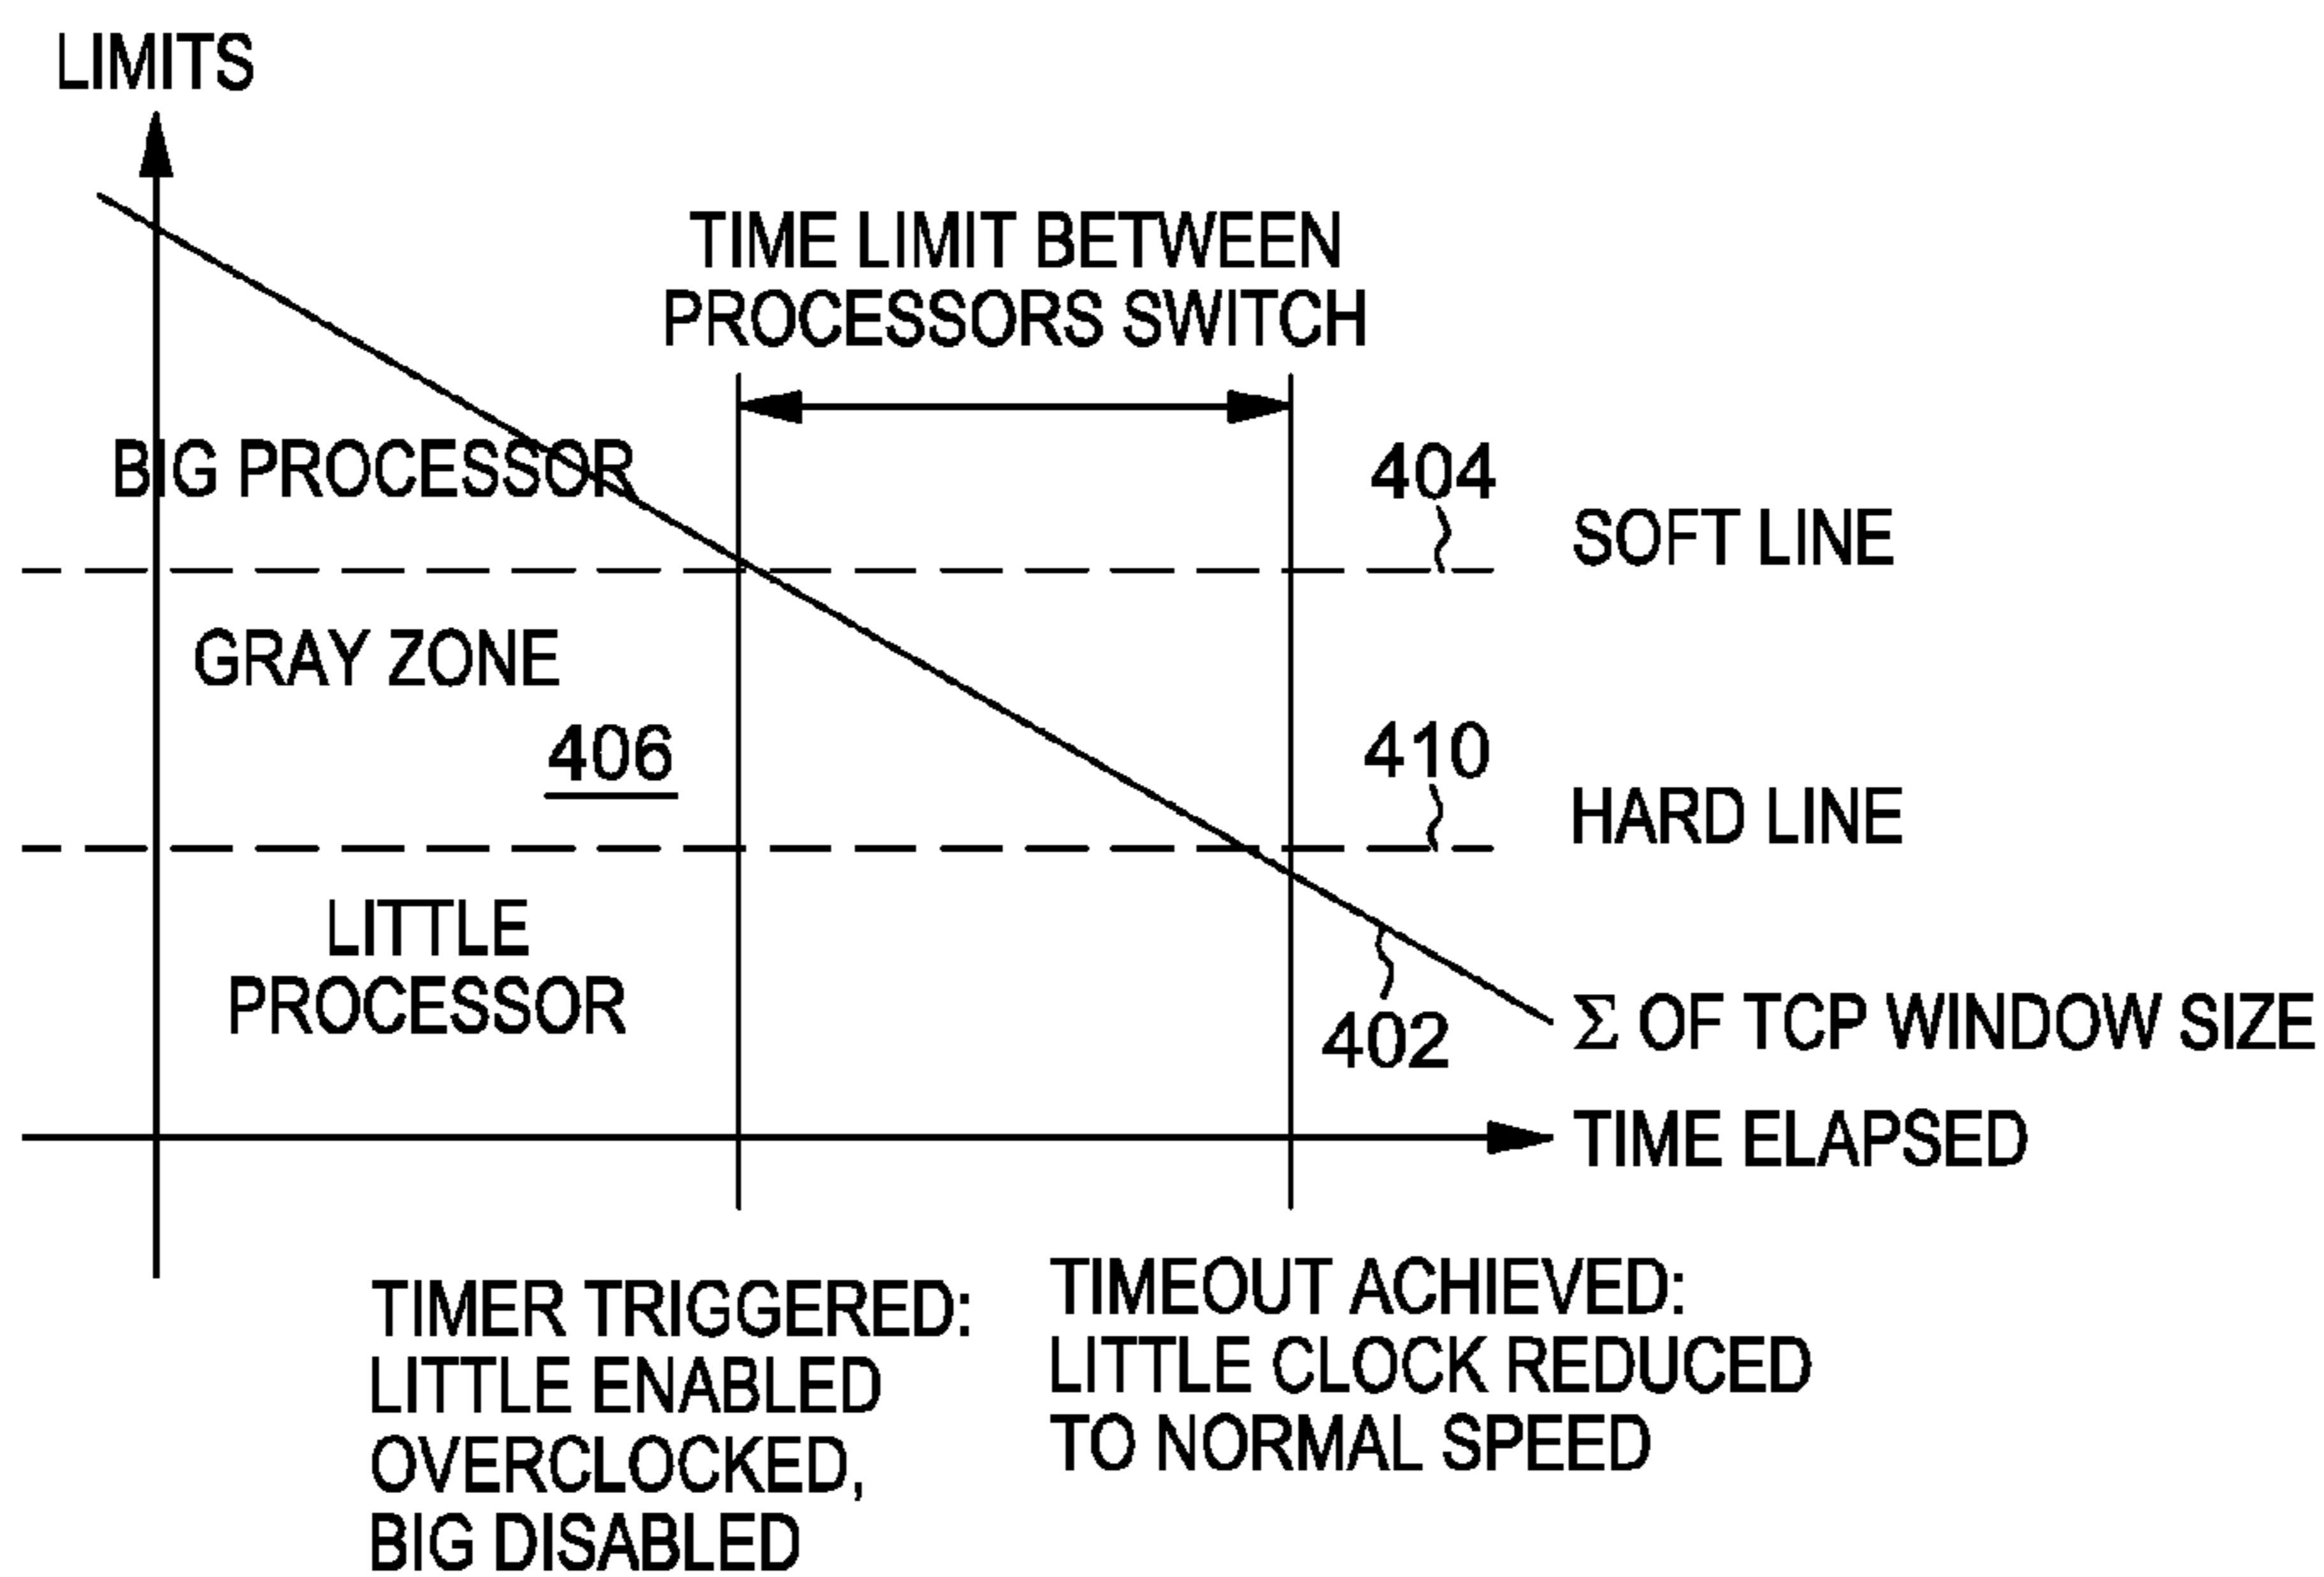 LIMITS
TIME LIMIT BETWEEN
PROCESSORS SWITCH
BIG PROCESSOR
404
SOFT LINE
GRAY ZONE
406
410
HARD LINE
LITTLE
PROCESSOR
402
Σ OF TCP WINDOW SIZE
TIME ELAPSED
TIMER TRIGGERED:
LITTLE ENABLED
OVERCLOCKED,
BIG DISABLED
TIMEOUT ACHIEVED:
LITTLE CLOCK REDUCED
TO NORMAL SPEED